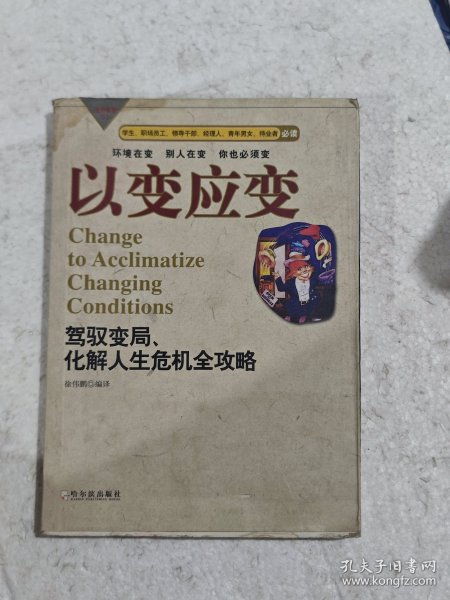 学生、职场员工、领导干部、经理人、青年男女、待业者 必读
环境在变 别人在变 你也必须变
以变应变
Change
to Acclimatize
Changing
Conditions
驾驭变局、
化解人生危机全攻略
徐伟鹏◎编译
哈尔滨出版社
HARBIN PUBLISHING HOUSE
孔夫子旧书网
www.kongfz.com